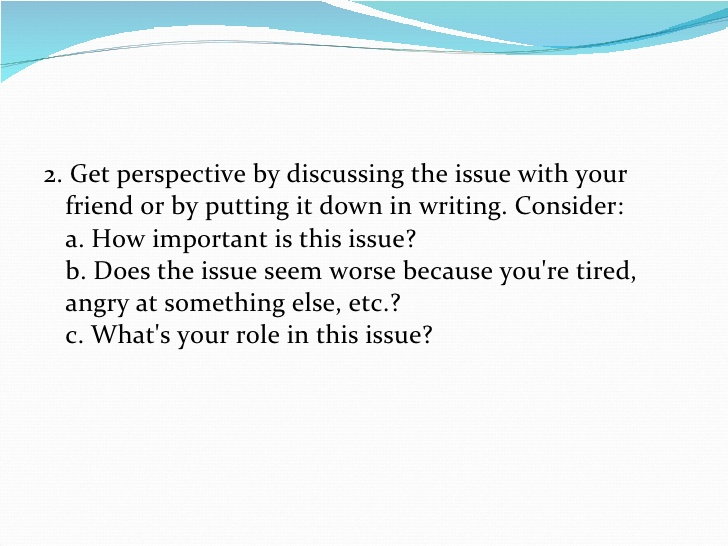 2. Get perspective by discussing the issue with your
friend or by putting it down in writing. Consider:
a. How important is this issue?
b. Does the issue seem worse because you're tired,
angry at something else, etc.?
c. What's your role in this issue?